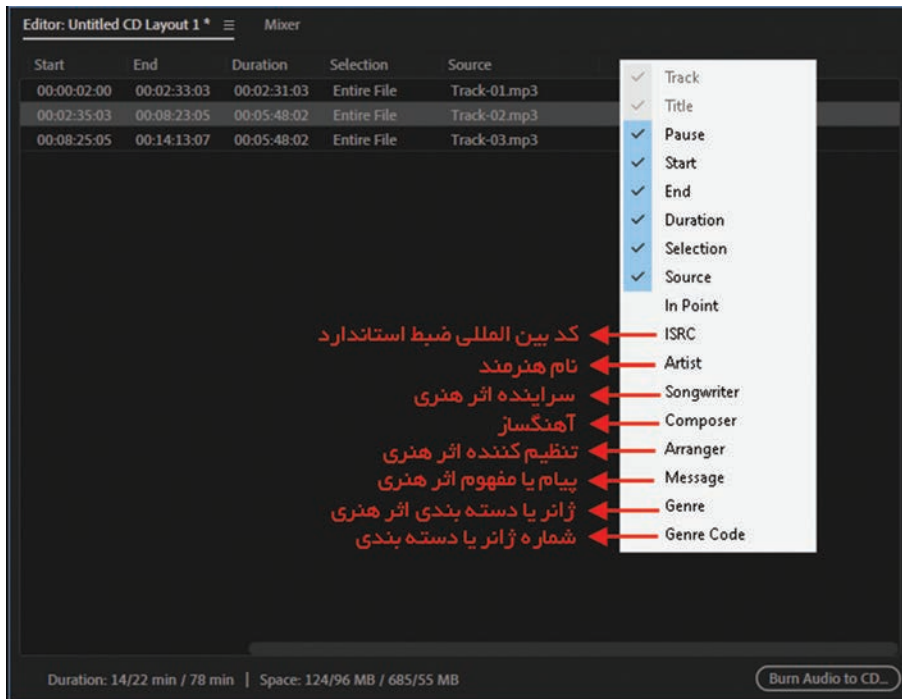 Editor: Untitled CD Layout 1 * ☰ Mixer
Start End Duration Selection Source
00:00:02:00 00:02:33:03 00:02:31:03 Entire File Track-01.mp3
00:02:35:03 00:08:23:05 00:05:48:02 Entire File Track-02.mp3
00:08:25:05 00:14:13:07 00:05:48:02 Entire File Track-03.mp3
Track
Title
Pause
Start
End
Duration
Selection
Source
In Point
کد بین المللی ضبط استاندارد ISRC
نام هنرمند Artist
سراینده اثر هنری Songwriter
آهنگساز Composer
تنظیم کننده اثر هنری Arranger
پیام یا مفهوم اثر هنری Message
ژانر یا دسته بندی اثر هنری Genre
شماره ژانر یا دسته بندی Genre Code
Duration: 14/22 min / 78 min | Space: 124/96 MB / 685/55 MB Burn Audio to CD...